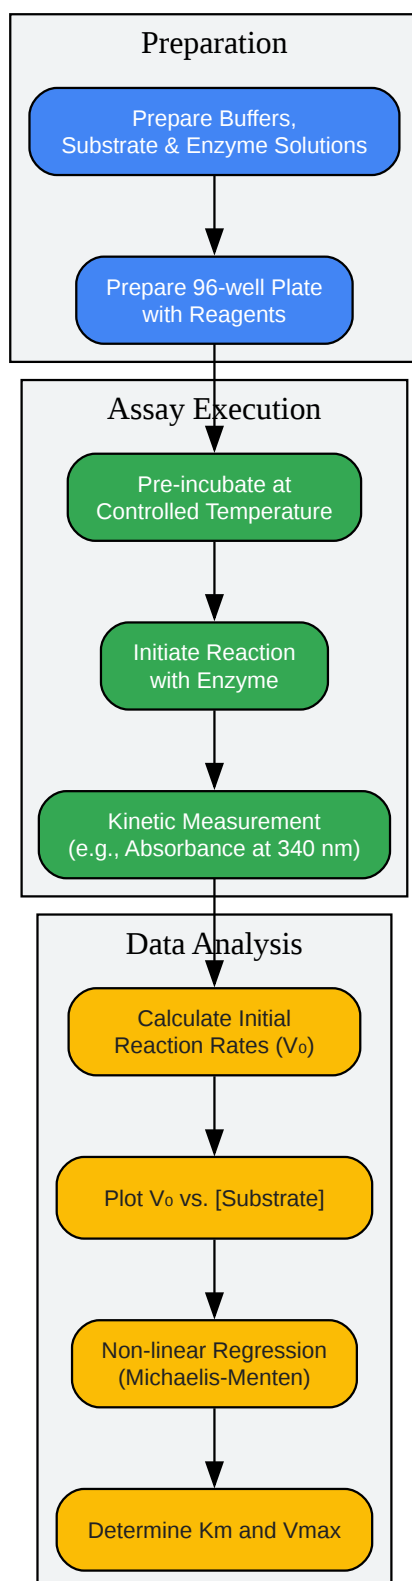 Preparation
Prepare Buffers,
Substrate & Enzyme Solutions
Prepare 96-well Plate
with Reagents
Assay Execution
Pre-incubate at
Controlled Temperature
Initiate Reaction
with Enzyme
Kinetic Measurement
(e.g., Absorbance at 340 nm)
Data Analysis
Calculate Initial
Reaction Rates (V₀)
Plot V₀ vs. [Substrate]
Non-linear Regression
(Michaelis-Menten)
Determine Km and Vmax